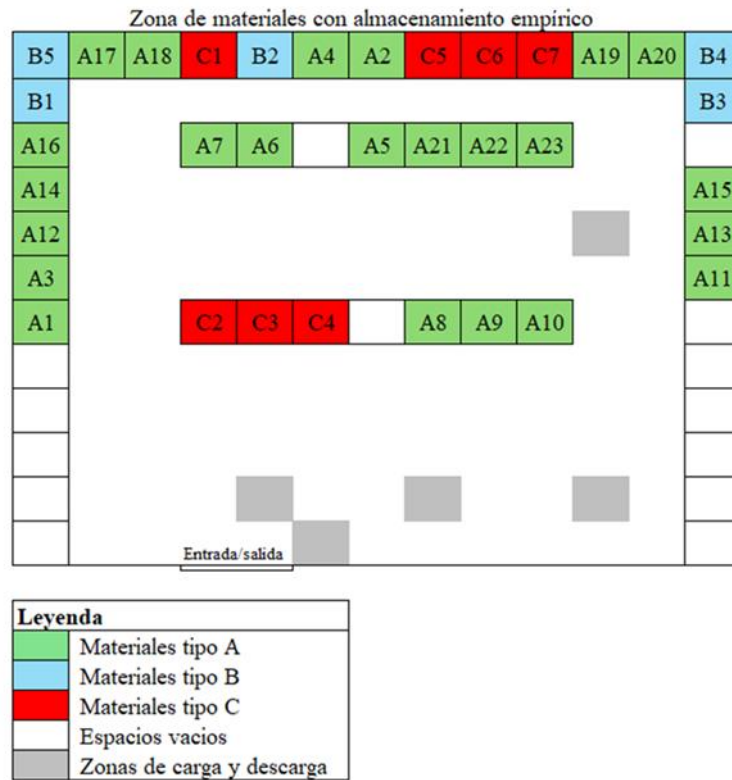 Zona de materiales con almacenamiento empírico
B5 A17 A18 C1 B2 A4 A2 C5 C6 C7 A19 A20 B4
B1 B3
A16 A7 A6 A5 A21 A22 A23
A14 A15
A12 A13
A3 A11
A1 C2 C3 C4 A8 A9 A10
Entrada/salida
Leyenda
Materiales tipo A
Materiales tipo B
Materiales tipo C
Espacios vacios
Zonas de carga y descarga